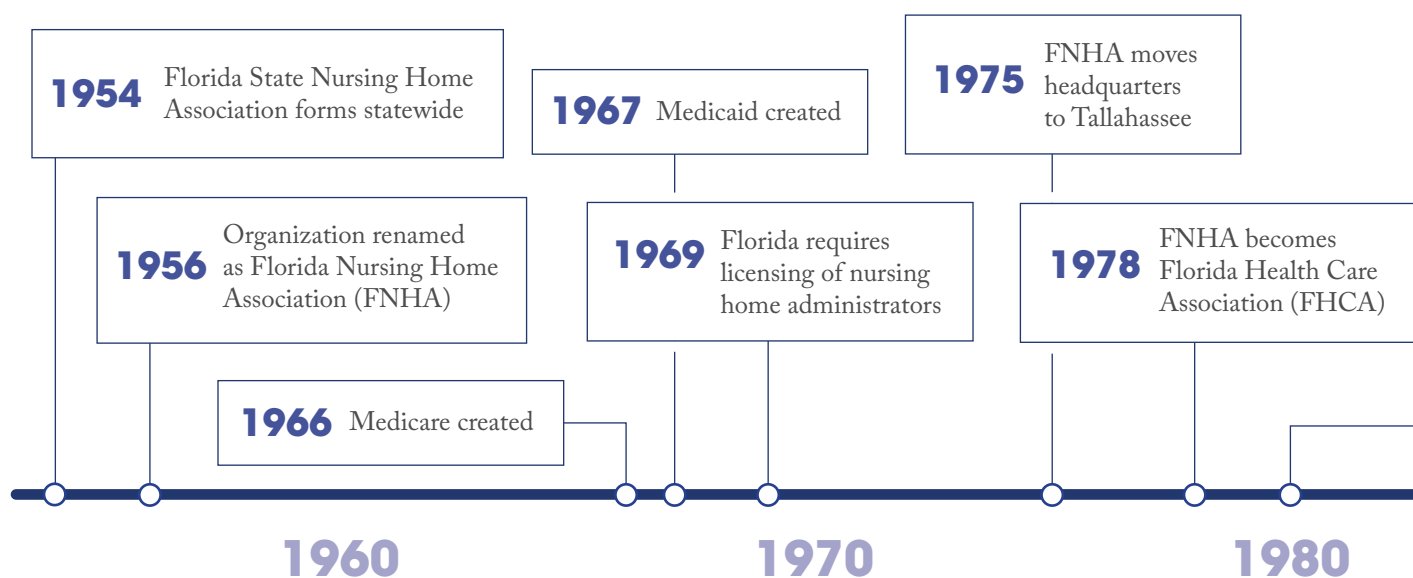 1954
Florida State Nursing Home
Association forms statewide
1956
Organization renamed
as Florida Nursing Home
Association (FNHA)
1966 Medicare created
1967 Medicaid created
1969
Florida requires
licensing of nursing
home administrators
1975
FNHA moves
headquarters
to Tallahassee
1978
FNHA becomes
Florida Health Care
Association (FHCA)
1960
1970
1980